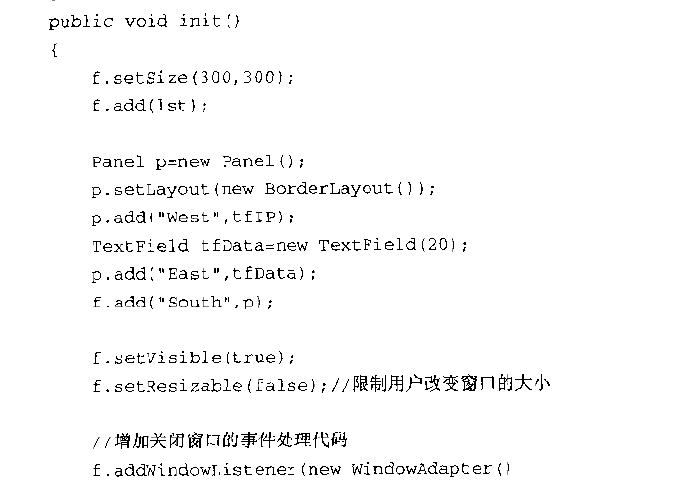 public void init()
{
f.setSize(300,300);
f.add(lst);
Panel p=new Panel();
p.setLayout(new BorderLayout());
p.add("West",tfIP);
TextField tfData=new TextField(20);
p.add("East",tfData);
f.add("South",p);
f.setVisible(true);
f.setResizable(false);//限制用户改变窗口的大小
//增加关闭窗口的事件处理代码
f.addWindowListener(new WindowAdapter()